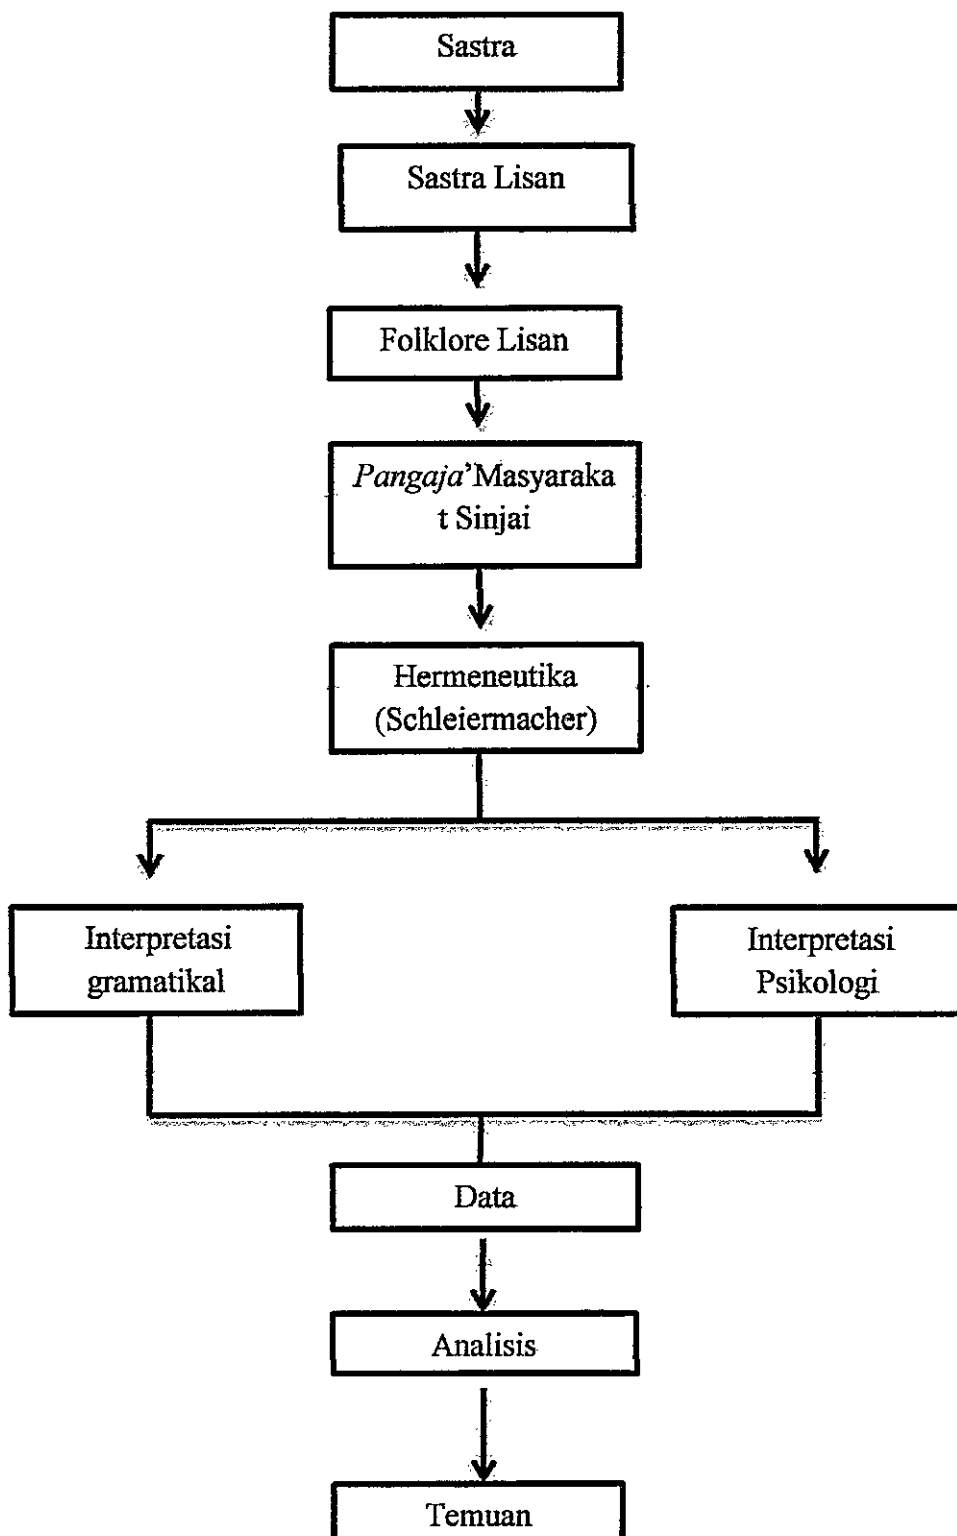 Sastra
Sastra Lisan
Folklore Lisan
Pangaja’Masyaraka
t Sinjai
Hermeneutika
(Schleiermacher)
Interpretasi
gramatikal
Interpretasi
Psikologi
Data
Analisis
Temuan